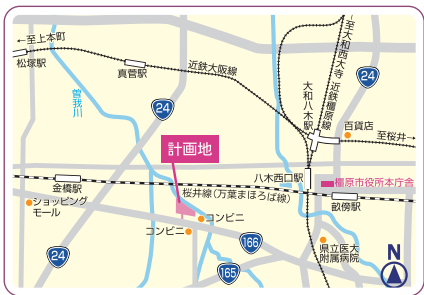 ←至上本町
松塚駅
真菅駅
近鉄大阪線
曽我川
24
計画地
大和八木駅
近鉄橿原線
←至大和西大寺
24
百貨店
至桜井→
八木西口駅
橿原市役所本庁舎
金橋駅
桜井線(万葉まほろば線)
畝傍駅
ショッピング
モール
コンビニ
コンビニ
24
166
165
県立医大
附属病院
N